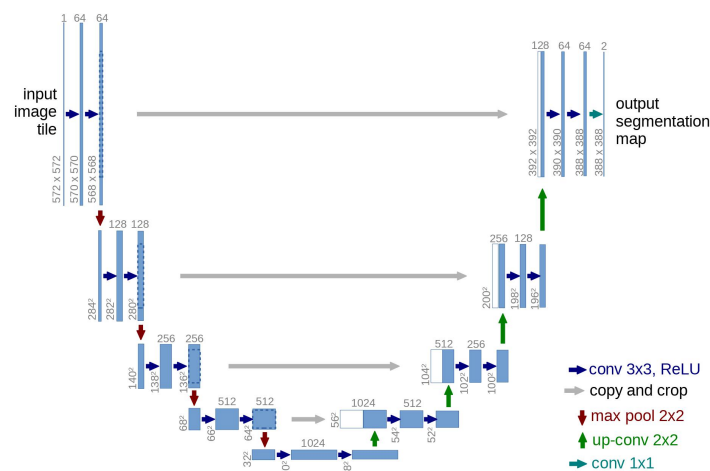 1 64 64
input
image
tile
572 x 572
570 x 570
568 x 568
128 64 64 2
output
segmentation
map
392 x 392
390 x 390
388 x 388
388 x 388
128 128
284²
282²
280²
256 128
200²
198²
196²
256 256
140²
138²
136²
512 256
104²
102²
100²
512 512
68²
66²
64²
1024 512
56²
54²
52²
1024
32²
0²
8²
conv 3x3, ReLU
copy and crop
max pool 2x2
up-conv 2x2
conv 1x1